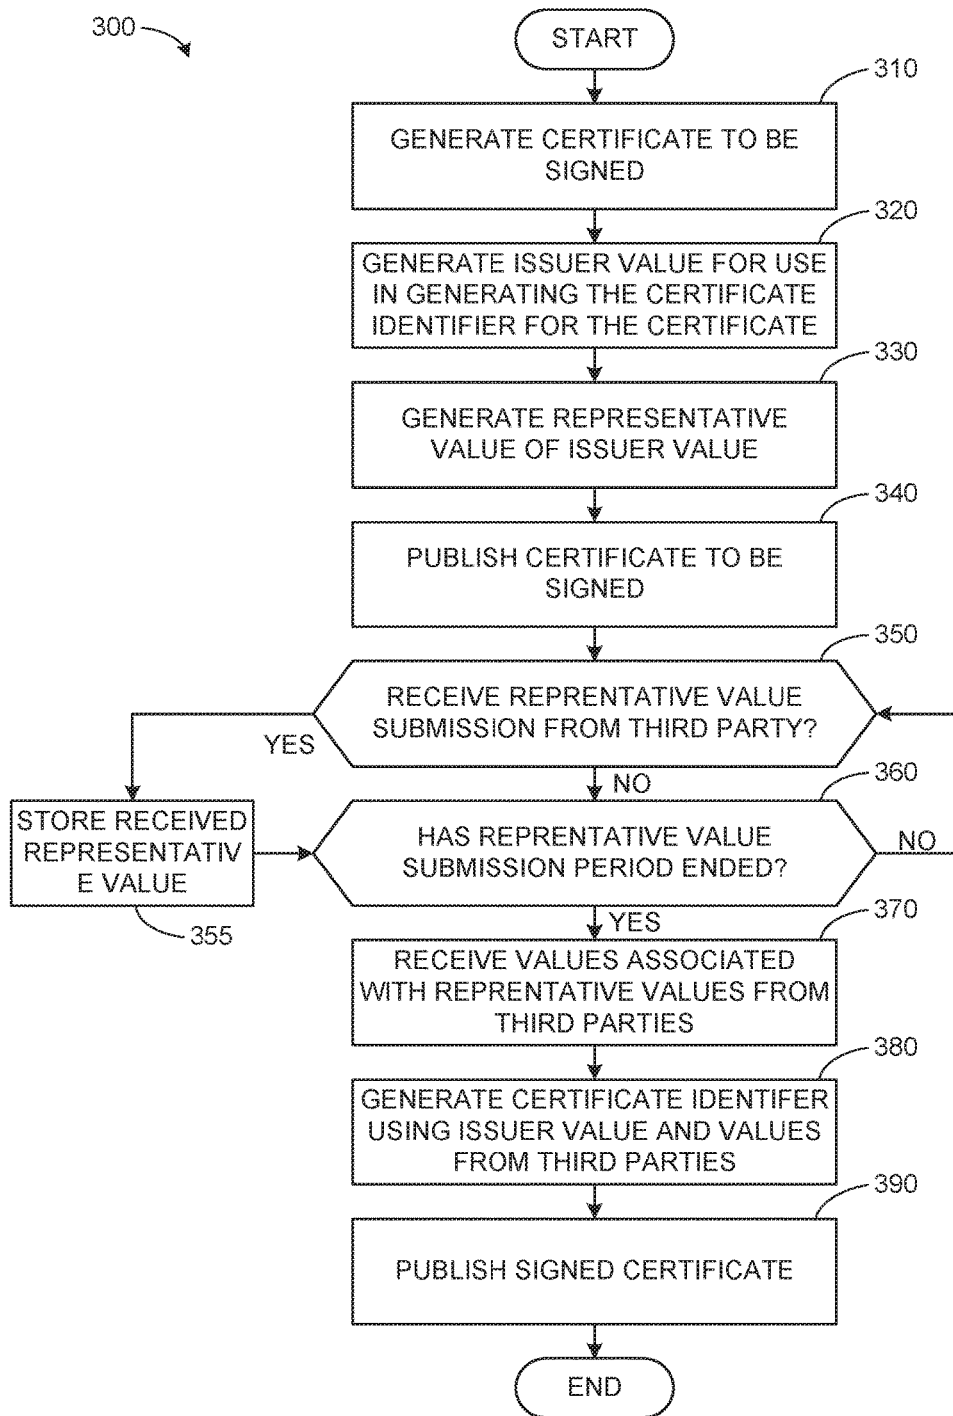 300
START
310
GENERATE CERTIFICATE TO BE
SIGNED
320
GENERATE ISSUER VALUE FOR USE
IN GENERATING THE CERTIFICATE
IDENTIFIER FOR THE CERTIFICATE
330
GENERATE REPRESENTATIVE
VALUE OF ISSUER VALUE
340
PUBLISH CERTIFICATE TO BE
SIGNED
350
RECEIVE REPRENTATIVE VALUE
SUBMISSION FROM THIRD PARTY?
YES
NO
360
STORE RECEIVED
REPRESENTATIV
E VALUE
355
HAS REPRENTATIVE VALUE
SUBMISSION PERIOD ENDED?
NO
YES
370
RECEIVE VALUES ASSOCIATED
WITH REPRENTATIVE VALUES FROM
THIRD PARTIES
380
GENERATE CERTIFICATE IDENTIFER
USING ISSUER VALUE AND VALUES
FROM THIRD PARTIES
390
PUBLISH SIGNED CERTIFICATE
END